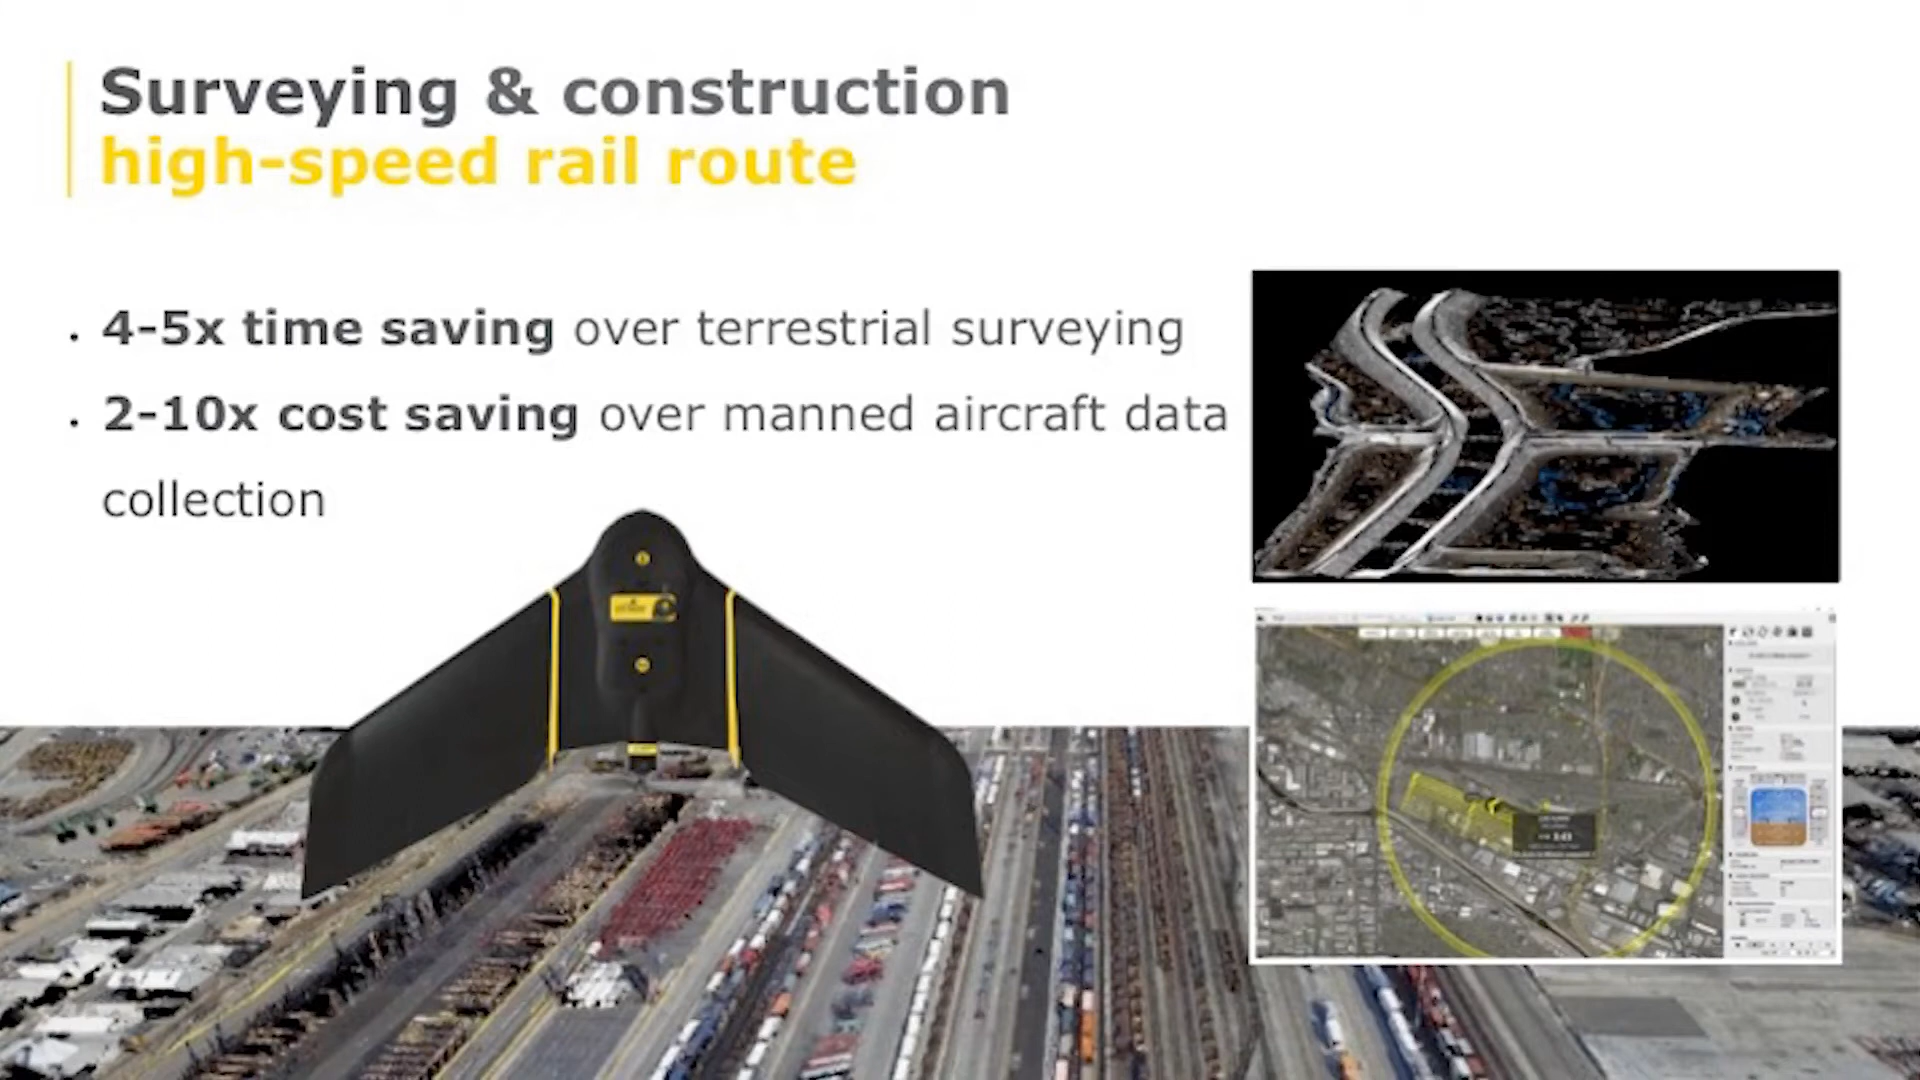 Surveying & construction
high-speed rail route
• 4-5x time saving over terrestrial surveying
• 2-10x cost saving over manned aircraft data
collection